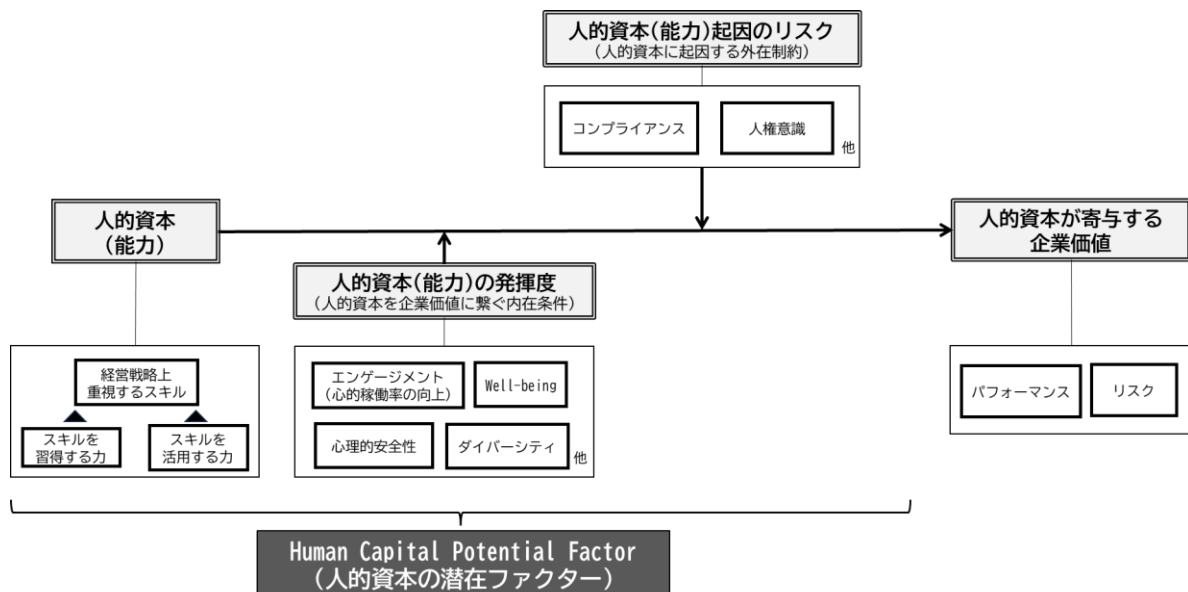 人的資本(能力)起因のリスク
(人的資本に起因する外在制約)
コンプライアンス
人権意識
他
人的資本
(能力)
人的資本が寄与する
企業価値
人的資本(能力)の発揮度
(人的資本を企業価値に繋ぐ内在条件)
経営戦略上
重視するスキル
スキルを
習得する力
スキルを
活用する力
エンゲージメント
(心的稼働率の向上)
Well-being
心理的安全性
ダイバーシティ
他
パフォーマンス
リスク
Human Capital Potential Factor
(人的資本の潜在ファクター)